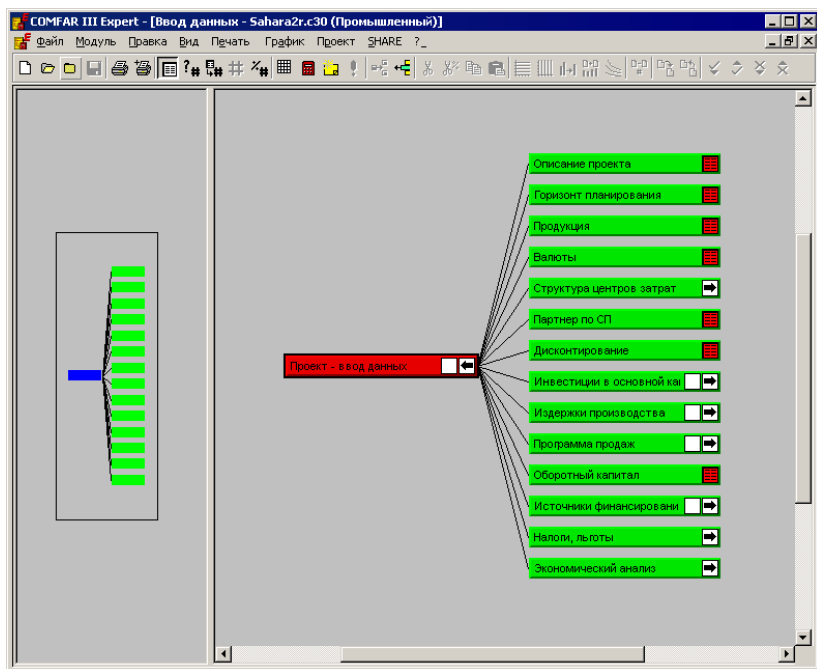 COMFAR III Expert - [Ввод данных - Sahara2r.c30 (Промышленный)]
Файл Модуль Правка Вид Печать График Проект SHARE ?_
Описание проекта
Горизонт планирования
Продукция
Валюты
Структура центров затрат
Партнер по СП
Дисконтирование
Проект - ввод данных
Инвестиции в основной кап
Издержки производства
Программа продаж
Оборотный капитал
Источники финансировани
Налоги, льготы
Экономический анализ